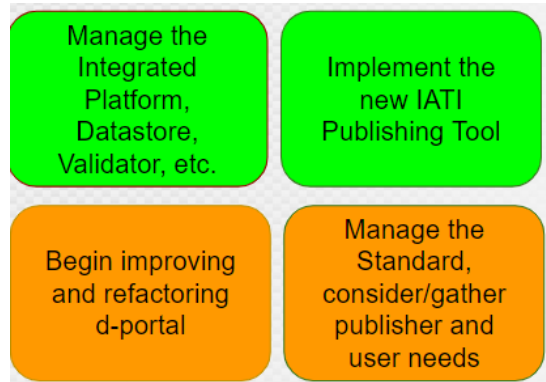 Manage the
Integrated
Platform,
Datastore,
Validator, etc.
Implement the
new IATI
Publishing Tool
Begin improving
and refactoring
d-portal
Manage the
Standard,
consider/gather
publisher and
user needs